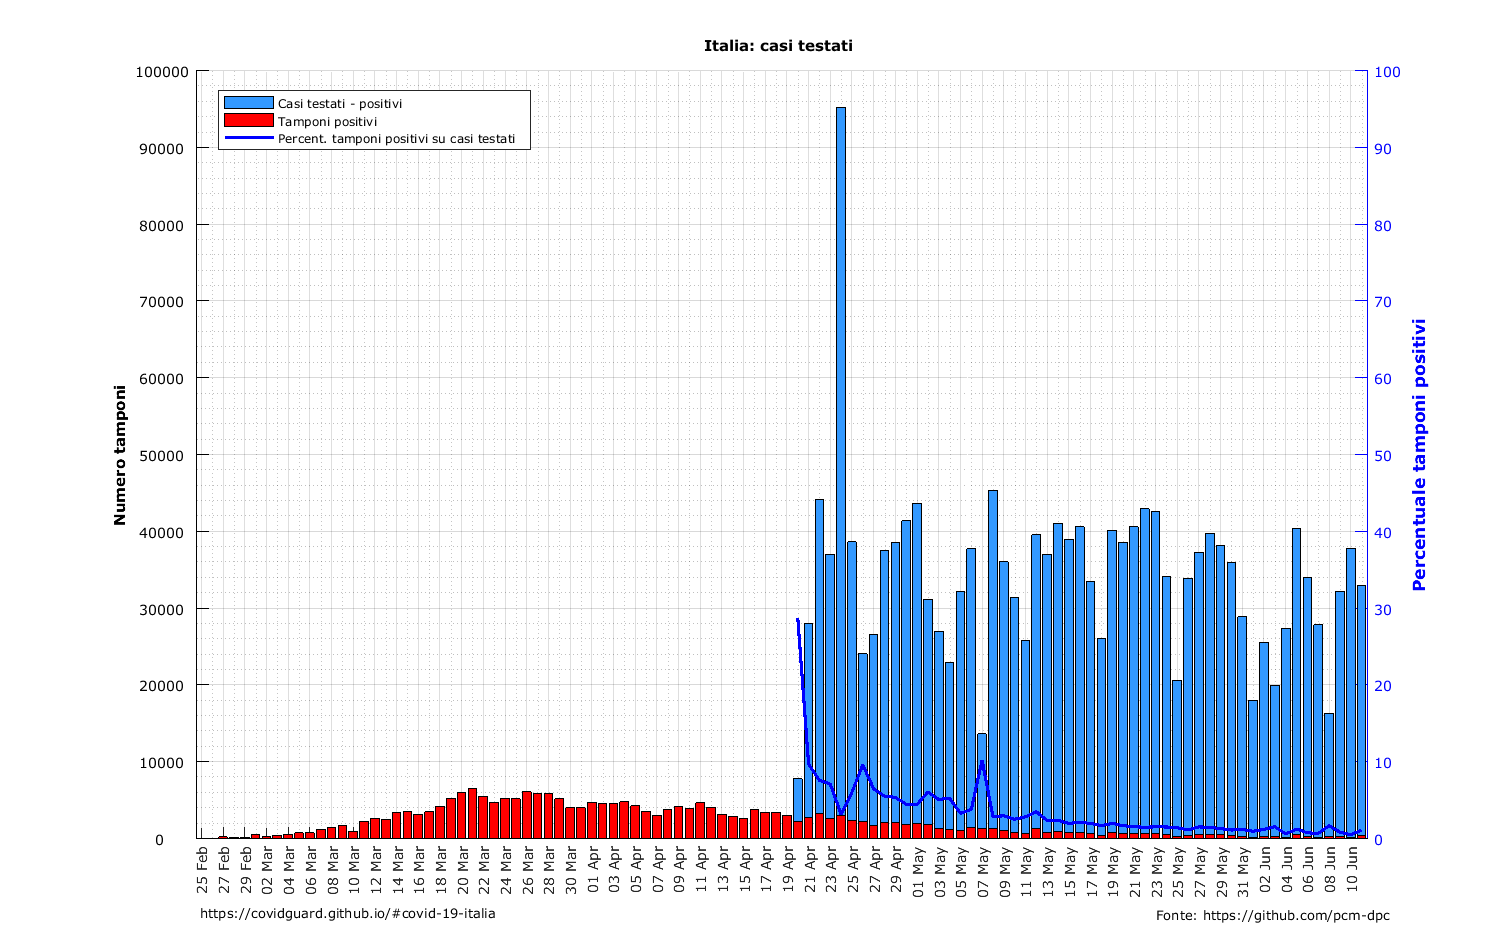 Italia: casi testati
Casi testati - positivi
Tamponi positivi
Percent. tamponi positivi su casi testati
Numero tamponi
100000
90000
80000
70000
60000
50000
40000
30000
20000
10000
0
100
90
80
70
60
50
40
30
20
10
0
Percentuale tamponi positivi
25 Feb
27 Feb
29 Feb
02 Mar
04 Mar
06 Mar
08 Mar
10 Mar
12 Mar
14 Mar
16 Mar
18 Mar
20 Mar
22 Mar
24 Mar
26 Mar
28 Mar
30 Mar
01 Apr
03 Apr
05 Apr
07 Apr
09 Apr
11 Apr
13 Apr
15 Apr
17 Apr
19 Apr
21 Apr
23 Apr
25 Apr
27 Apr
29 Apr
01 May
03 May
05 May
07 May
09 May
11 May
13 May
15 May
17 May
19 May
21 May
23 May
25 May
27 May
29 May
31 May
02 Jun
04 Jun
06 Jun
08 Jun
10 Jun
https://covidguard.github.io/#covid-19-italia
Fonte: https://github.com/pcm-dpc